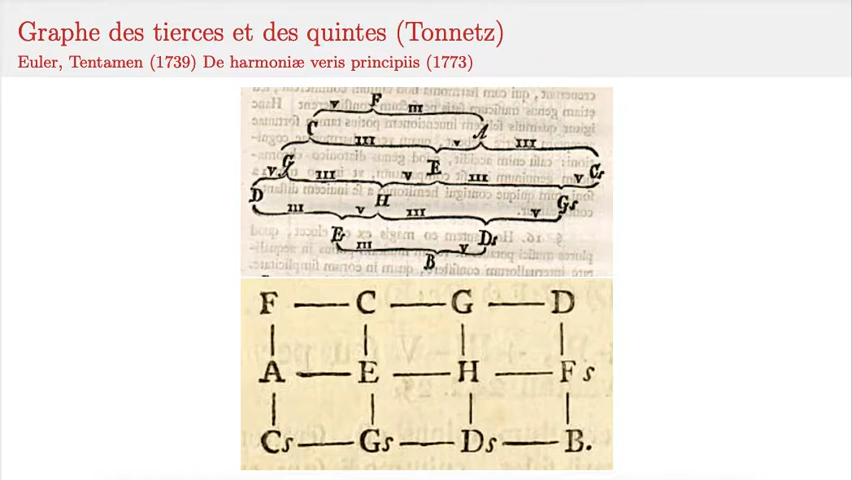 Graphe des tierces et des quintes (Tonnetz)
Euler, Tentamen (1739) De harmoniæ veris principiis (1773)
V F III
C III V A III
G E Cs
V III V III V
D H Gs
III V III V
Ds
III V
B
F — C — G — D
A — E — H — Fs
Cs — Gs — Ds — B.